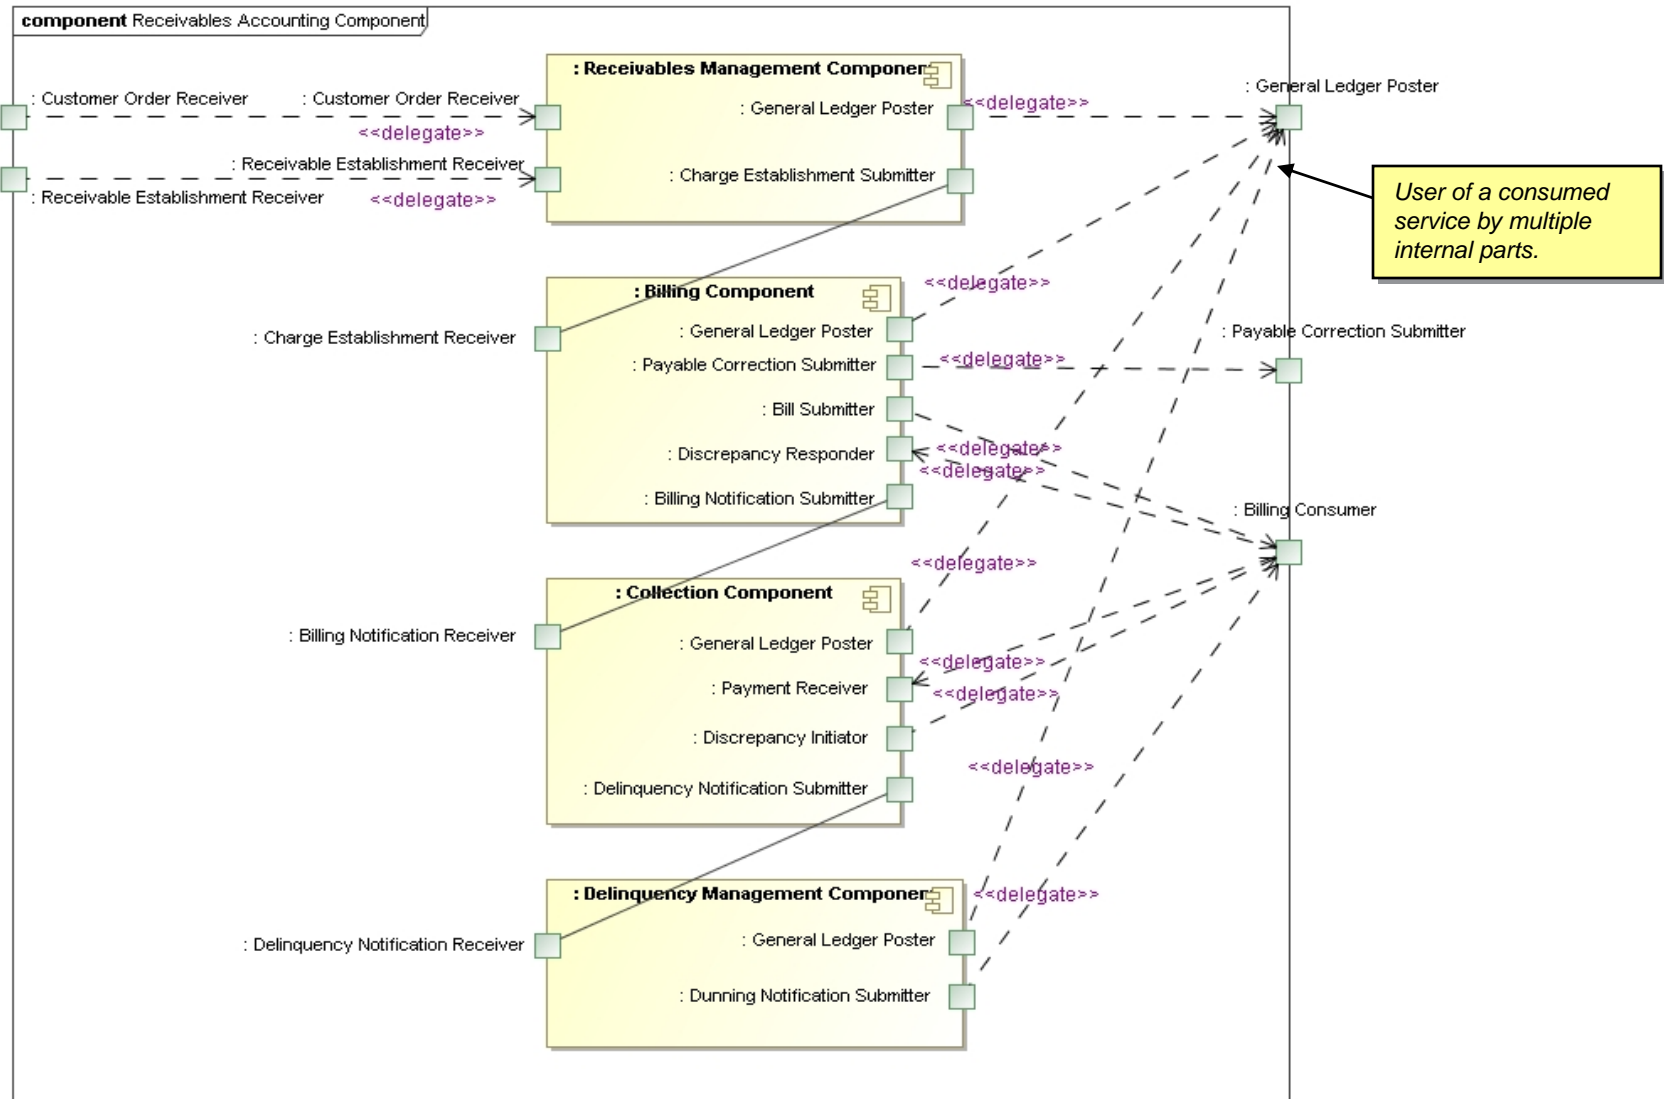 component Receivables Accounting Component
: Receivables Management Componen
: General Ledger Poster
: Customer Order Receiver
: Customer Order Receiver
: General Ledger Poster
<<delegate>>
<<delegate>>
: Receivable Establishment Receiver
: Charge Establishment Submitter
: Receivable Establishment Receiver
<<delegate>>
User of a consumed
service by multiple
internal parts.
: Billing Component
<<delegate>>
: Charge Establishment Receiver
: General Ledger Poster
: Payable Correction Submitter
: Payable Correction Submitter
<<delegate>>
: Bill Submitter
: Discrepancy Responder
<<delegate>>
<<delegate>>
: Billing Notification Submitter
: Billing Consumer
<<delegate>>
: Collection Component
: Billing Notification Receiver
: General Ledger Poster
<<delegate>>
: Payment Receiver
<<delegate>>
: Discrepancy Initiator
<<delegate>>
: Delinquency Notification Submitter
: Delinquency Management Componen
<<delegate>>
: Delinquency Notification Receiver
: General Ledger Poster
: Dunning Notification Submitter